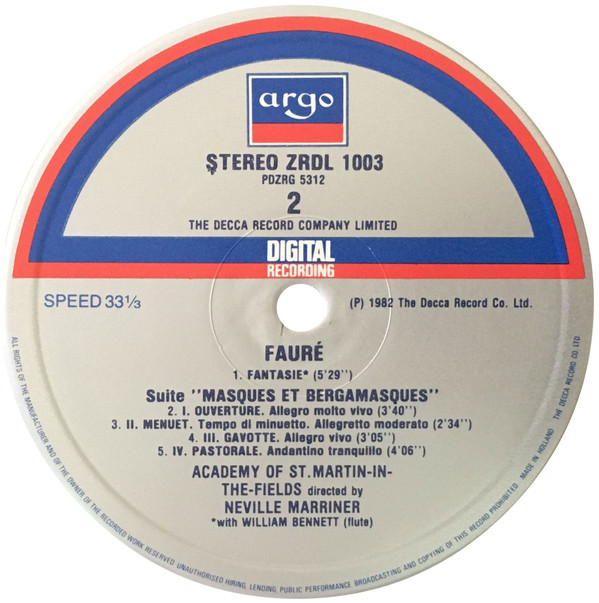 argo
STEREO ZRDL 1003
PDZRG 5312
2
THE DECCA RECORD COMPANY LIMITED
DIGITAL
RECORDING
SPEED 33 1/3
(P) 1982 The Decca Record Co. Ltd.
FAURÉ
1. FANTASIE* (5'29'')
Suite ''MASQUES ET BERGAMASQUES''
2. I. OUVERTURE. Allegro molto vivo (3'40'')
3. II. MENUET. Tempo di minuetto. Allegretto moderato (2'34'')
4. III. GAVOTTE. Allegro vivo (3'05'')
5. IV. PASTORALE. Andantino tranquillo (4'06'')
ACADEMY OF ST.MARTIN-IN-
THE-FIELDS directed by
NEVILLE MARRINER
*with WILLIAM BENNETT (flute)
ALL RIGHTS OF THE MANUFACTURER AND OF THE OWNER OF THE RECORDED WORK RESERVED UNAUTHORISED HIRING, LENDING PUBLIC PERFORMANCE BROADCASTING AND COPYING OF THIS RECORD PROHIBITED. MADE IN HOLLAND THE DECCA RECORD CO LTD.